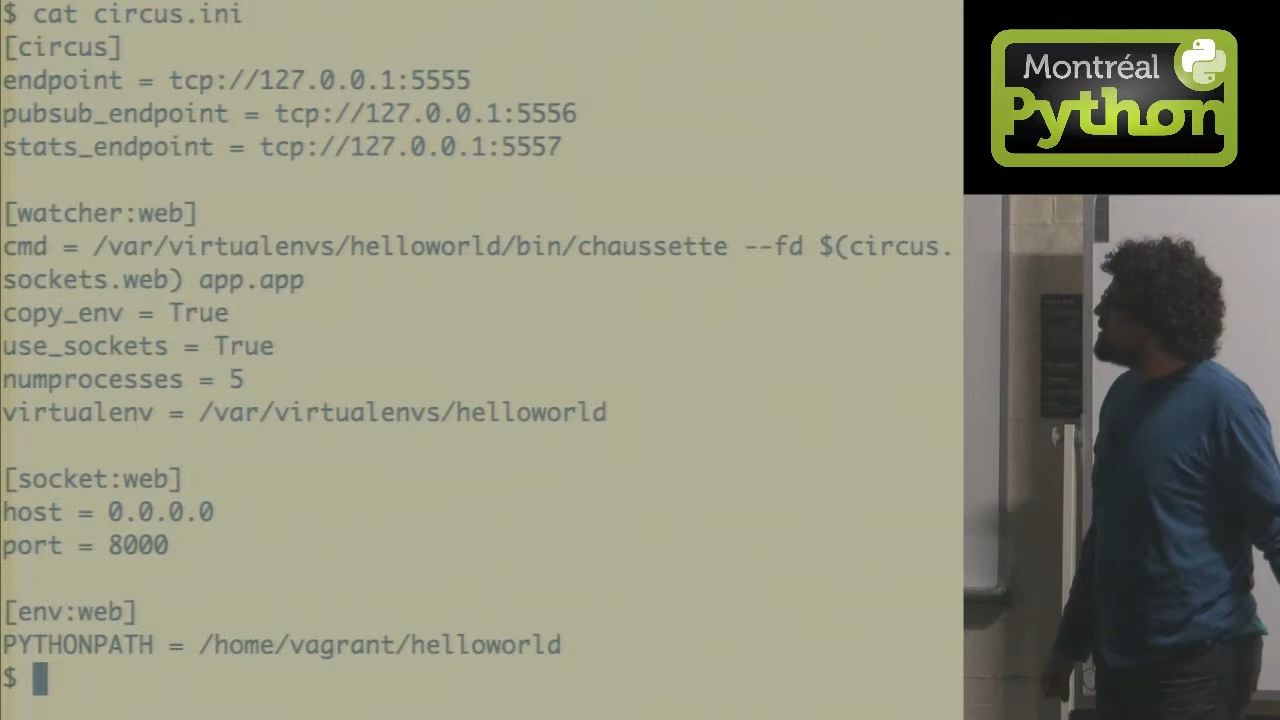 $ cat circus.ini
[circus]
endpoint = tcp://127.0.0.1:5555
pubsub_endpoint = tcp://127.0.0.1:5556
stats_endpoint = tcp://127.0.0.1:5557
[watcher:web]
cmd = /var/virtualenvs/helloworld/bin/chaussette --fd $(circus.
sockets.web) app.app
copy_env = True
use_sockets = True
numprocesses = 5
virtualenv = /var/virtualenvs/helloworld
[socket:web]
host = 0.0.0.0
port = 8000
[env:web]
PYTHONPATH = /home/vagrant/helloworld
$
Montréal
Python